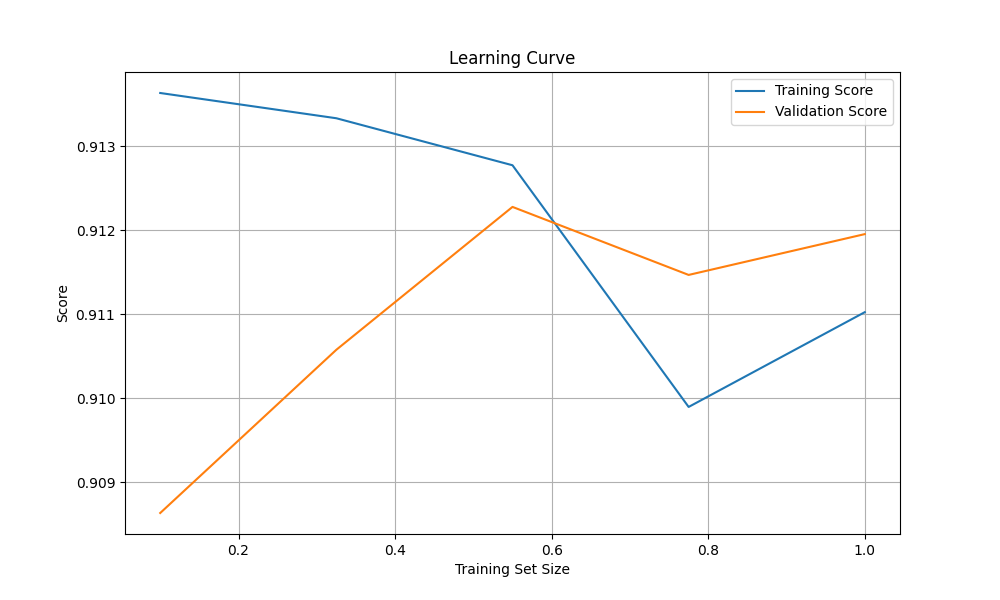 Learning Curve
Training Score
Validation Score
0.913
0.912
0.911
0.910
0.909
Score
0.2 0.4 0.6 0.8 1.0
Training Set Size